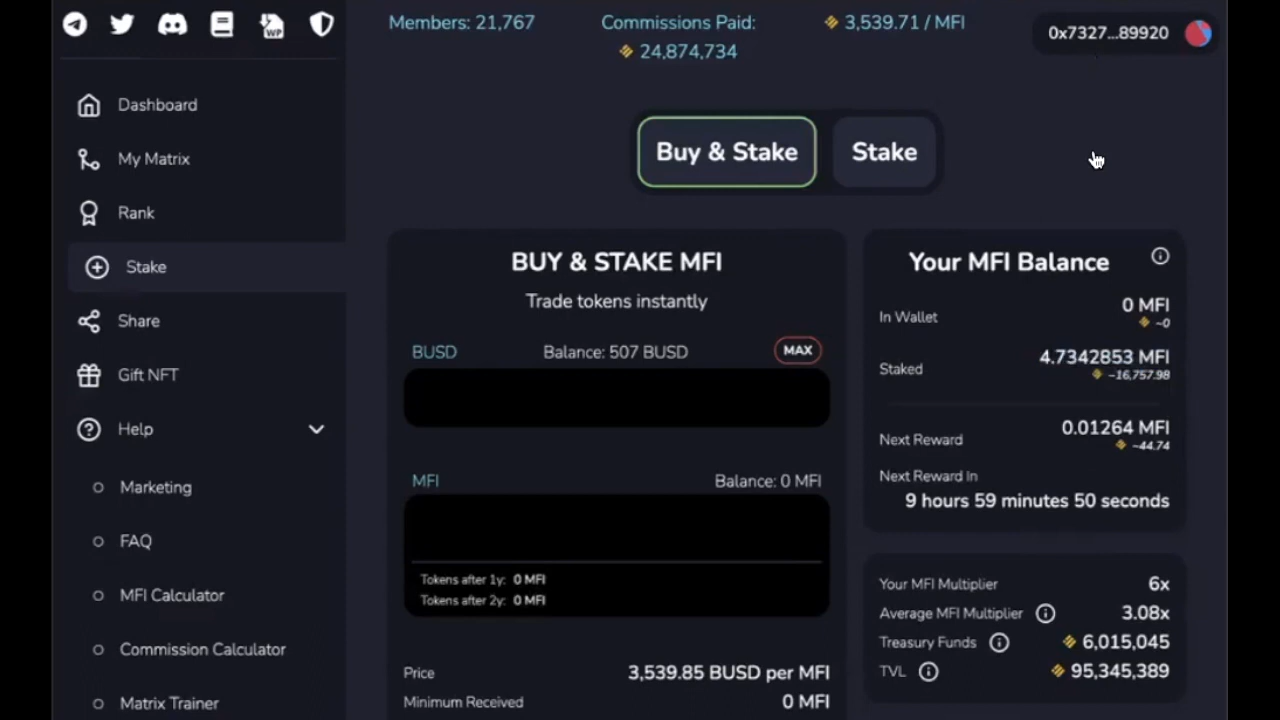 WP
Members: 21,767
Commissions Paid:
24,874,734
3,539.71 / MFI
0x7327...89920
Dashboard
My Matrix
Rank
Stake
Share
Gift NFT
Help
Marketing
FAQ
MFI Calculator
Commission Calculator
Matrix Trainer
Buy & Stake
Stake
BUY & STAKE MFI
Trade tokens instantly
BUSD Balance: 507 BUSD MAX
MFI Balance: 0 MFI
Tokens after 1y: 0 MFI
Tokens after 2y: 0 MFI
Price 3,539.85 BUSD per MFI
Minimum Received 0 MFI
Your MFI Balance
In Wallet 0 MFI
~0
Staked 4.7342853 MFI
~16,757.98
Next Reward 0.01264 MFI
~44.74
Next Reward In
9 hours 59 minutes 50 seconds
Your MFI Multiplier 6x
Average MFI Multiplier 3.08x
Treasury Funds 6,015,045
TVL 95,345,389